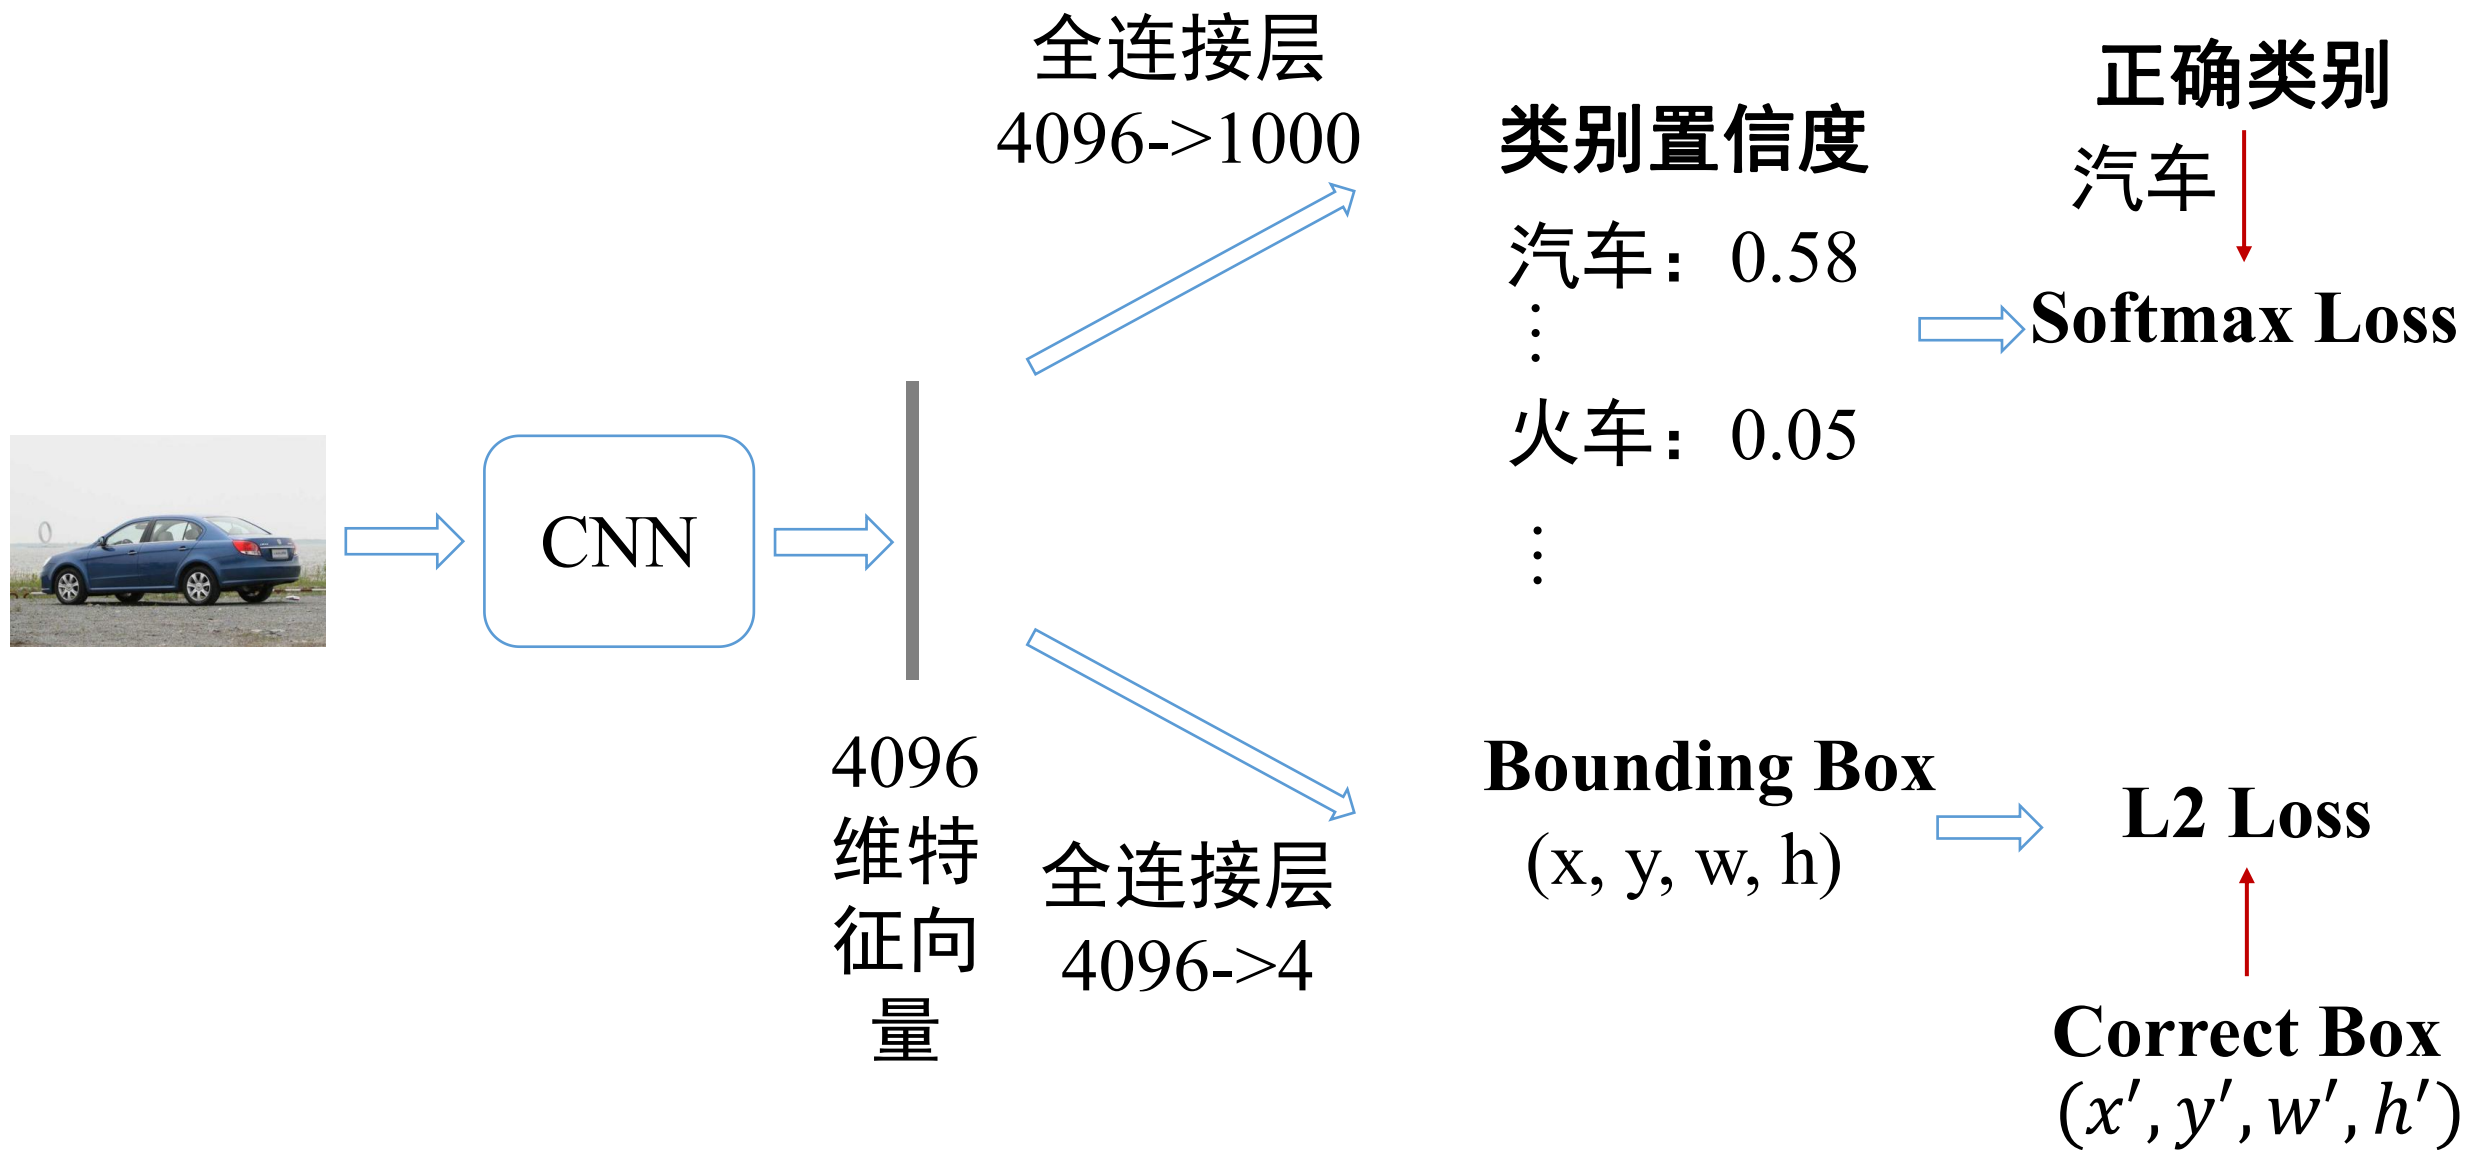 全连接层
4096->1000
类别置信度
汽车：0.58
⋮
火车：0.05
⋮
正确类别
汽车
Softmax Loss
CNN
4096
维特
征向
量
全连接层
4096->4
Bounding Box
(x, y, w, h)
L2 Loss
Correct Box
(x′, y′, w′, h′)